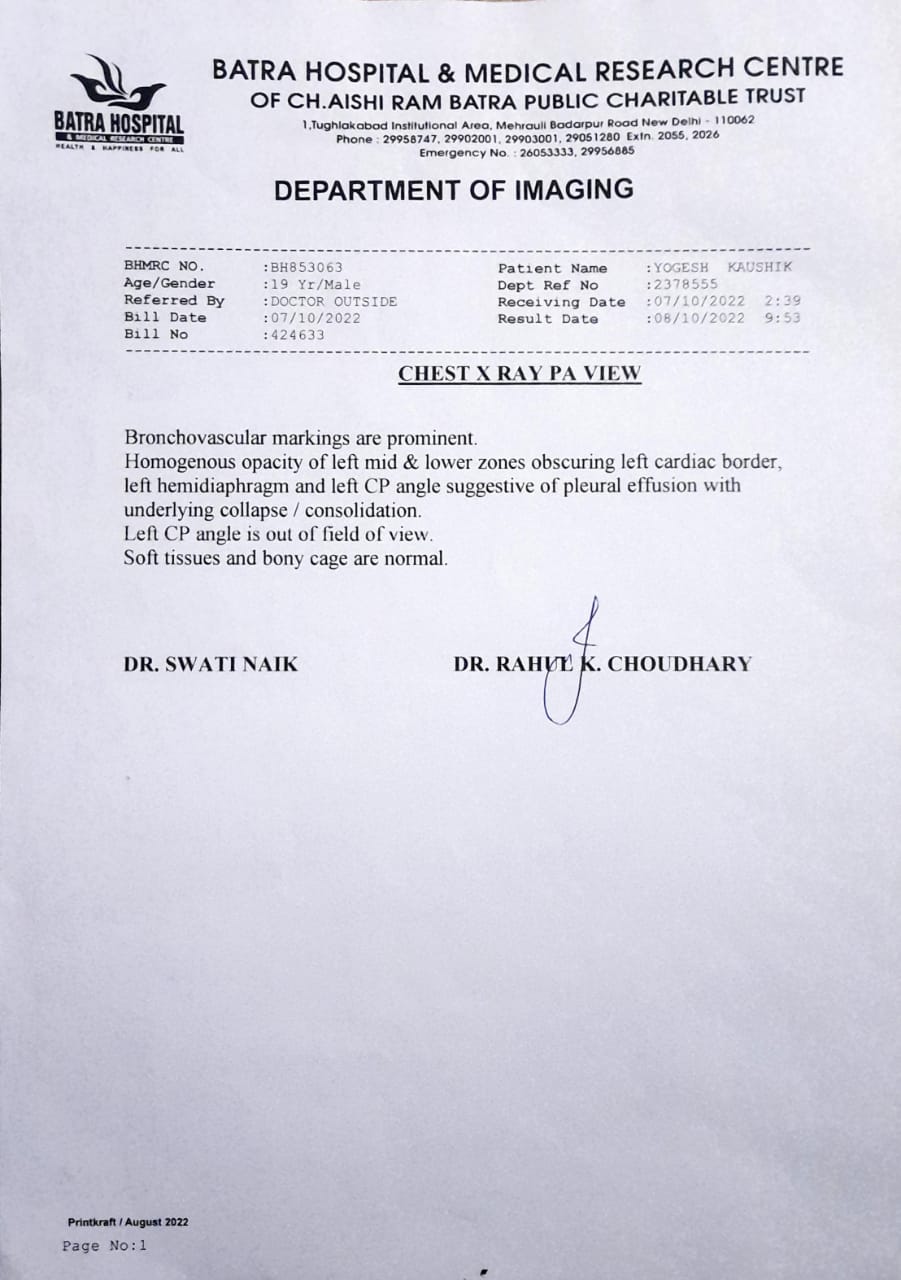 BATRA HOSPITAL
& MEDICAL RESEARCH CENTRE
HEALTH & HAPPINESS FOR ALL
BATRA HOSPITAL & MEDICAL RESEARCH CENTRE
OF CH.AISHI RAM BATRA PUBLIC CHARITABLE TRUST
1,Tughlakabad Institutional Area, Mehrauli Badarpur Road New Delhi - 110062
Phone : 29958747, 29902001, 29903001, 29051280 Extn. 2055, 2026
Emergency No. : 26053333, 29956885
DEPARTMENT OF IMAGING
BHMRC NO. :BH853063 Patient Name :YOGESH KAUSHIK
Age/Gender :19 Yr/Male Dept Ref No :2378555
Referred By :DOCTOR OUTSIDE Receiving Date :07/10/2022 2:39
Bill Date :07/10/2022 Result Date :08/10/2022 9:53
Bill No :424633
CHEST X RAY PA VIEW
Bronchovascular markings are prominent.
Homogenous opacity of left mid & lower zones obscuring left cardiac border,
left hemidiaphragm and left CP angle suggestive of pleural effusion with
underlying collapse / consolidation.
Left CP angle is out of field of view.
Soft tissues and bony cage are normal.
DR. SWATI NAIK DR. RAHUL K. CHOUDHARY
Printkraft / August 2022
Page No:1